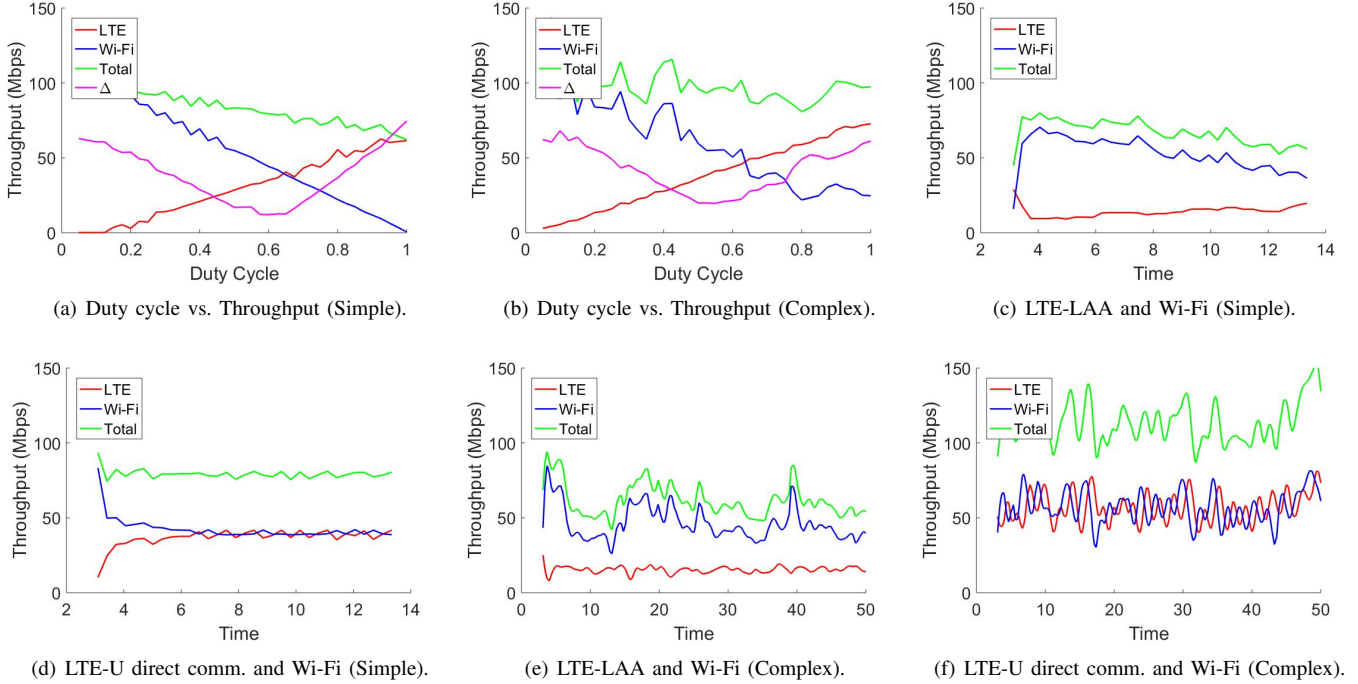 150
100
50
0
Throughput (Mbps)
LTE
Wi-Fi
Total
Δ
0 0.2 0.4 0.6 0.8 1
Duty Cycle
(a) Duty cycle vs. Throughput (Simple).
150
100
50
0
Throughput (Mbps)
LTE
Wi-Fi
Total
Δ
0 0.2 0.4 0.6 0.8 1
Duty Cycle
(b) Duty cycle vs. Throughput (Complex).
150
100
50
0
Throughput (Mbps)
LTE
Wi-Fi
Total
2 4 6 8 10 12 14
Time
(c) LTE-LAA and Wi-Fi (Simple).
150
100
50
0
Throughput (Mbps)
LTE
Wi-Fi
Total
2 4 6 8 10 12 14
Time
(d) LTE-U direct comm. and Wi-Fi (Simple).
150
100
50
0
Throughput (Mbps)
LTE
Wi-Fi
Total
0 10 20 30 40 50
Time
(e) LTE-LAA and Wi-Fi (Complex).
150
100
50
0
Throughput (Mbps)
LTE
Wi-Fi
Total
0 10 20 30 40 50
Time
(f) LTE-U direct comm. and Wi-Fi (Complex).